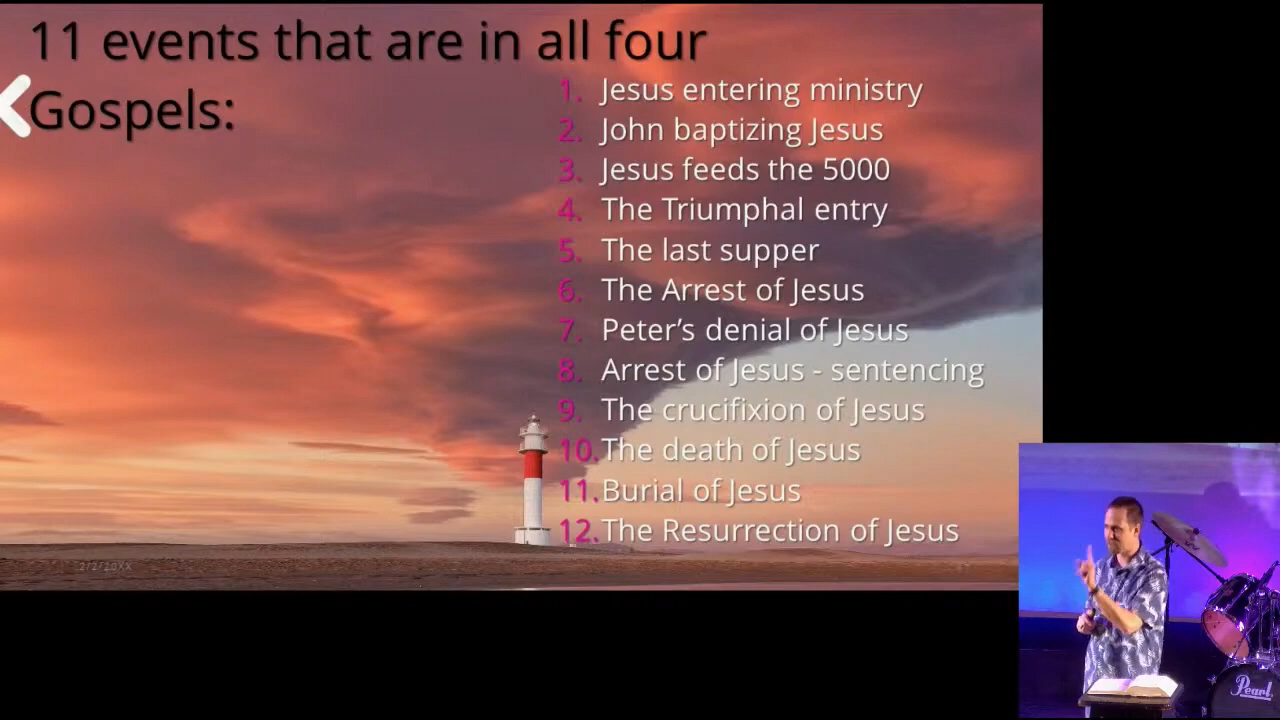 11 events that are in all four
Gospels:
1. Jesus entering ministry
2. John baptizing Jesus
3. Jesus feeds the 5000
4. The Triumphal entry
5. The last supper
6. The Arrest of Jesus
7. Peter’s denial of Jesus
8. Arrest of Jesus - sentencing
9. The crucifixion of Jesus
10. The death of Jesus
11. Burial of Jesus
12. The Resurrection of Jesus
2/2/20XX
Pearl